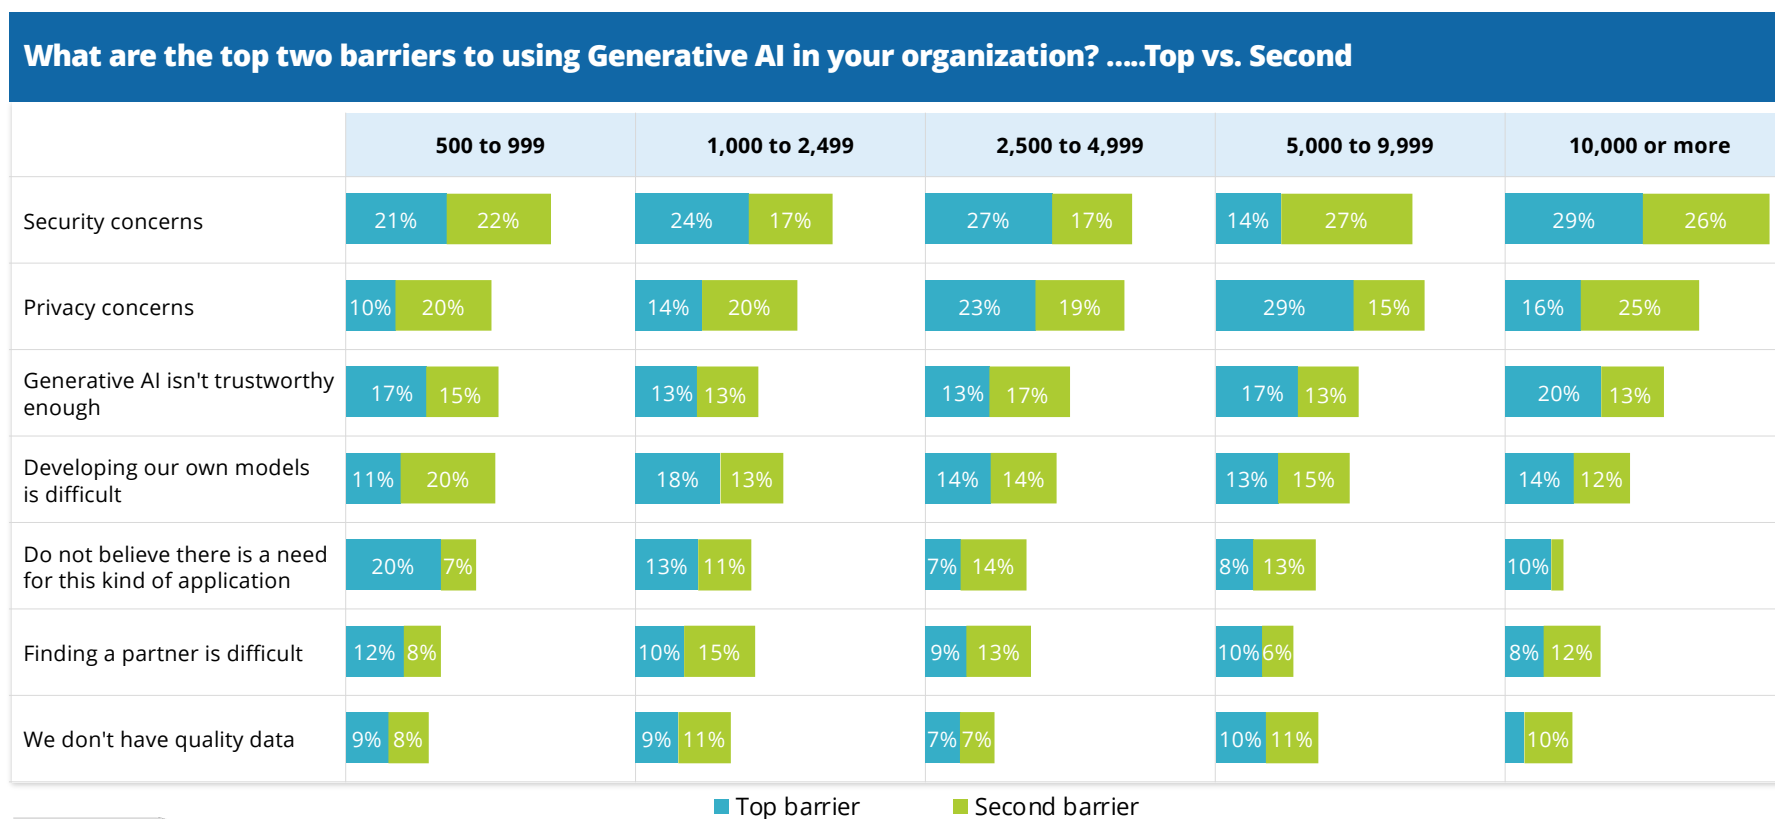 What are the top two barriers to using Generative AI in your organization? .....Top vs. Second
500 to 999 1,000 to 2,499 2,500 to 4,999 5,000 to 9,999 10,000 or more
Security concerns 21% 22% 24% 17% 27% 17% 14% 27% 29% 26%
Privacy concerns 10% 20% 14% 20% 23% 19% 29% 15% 16% 25%
Generative AI isn't trustworthy
enough 17% 15% 13% 13% 13% 17% 17% 13% 20% 13%
Developing our own models
is difficult 11% 20% 18% 13% 14% 14% 13% 15% 14% 12%
Do not believe there is a need
for this kind of application 20% 7% 13% 11% 7% 14% 8% 13% 10%
Finding a partner is difficult 12% 8% 10% 15% 9% 13% 10% 6% 8% 12%
We don't have quality data 9% 8% 9% 11% 7% 7% 10% 11% 10%
Top barrier Second barrier